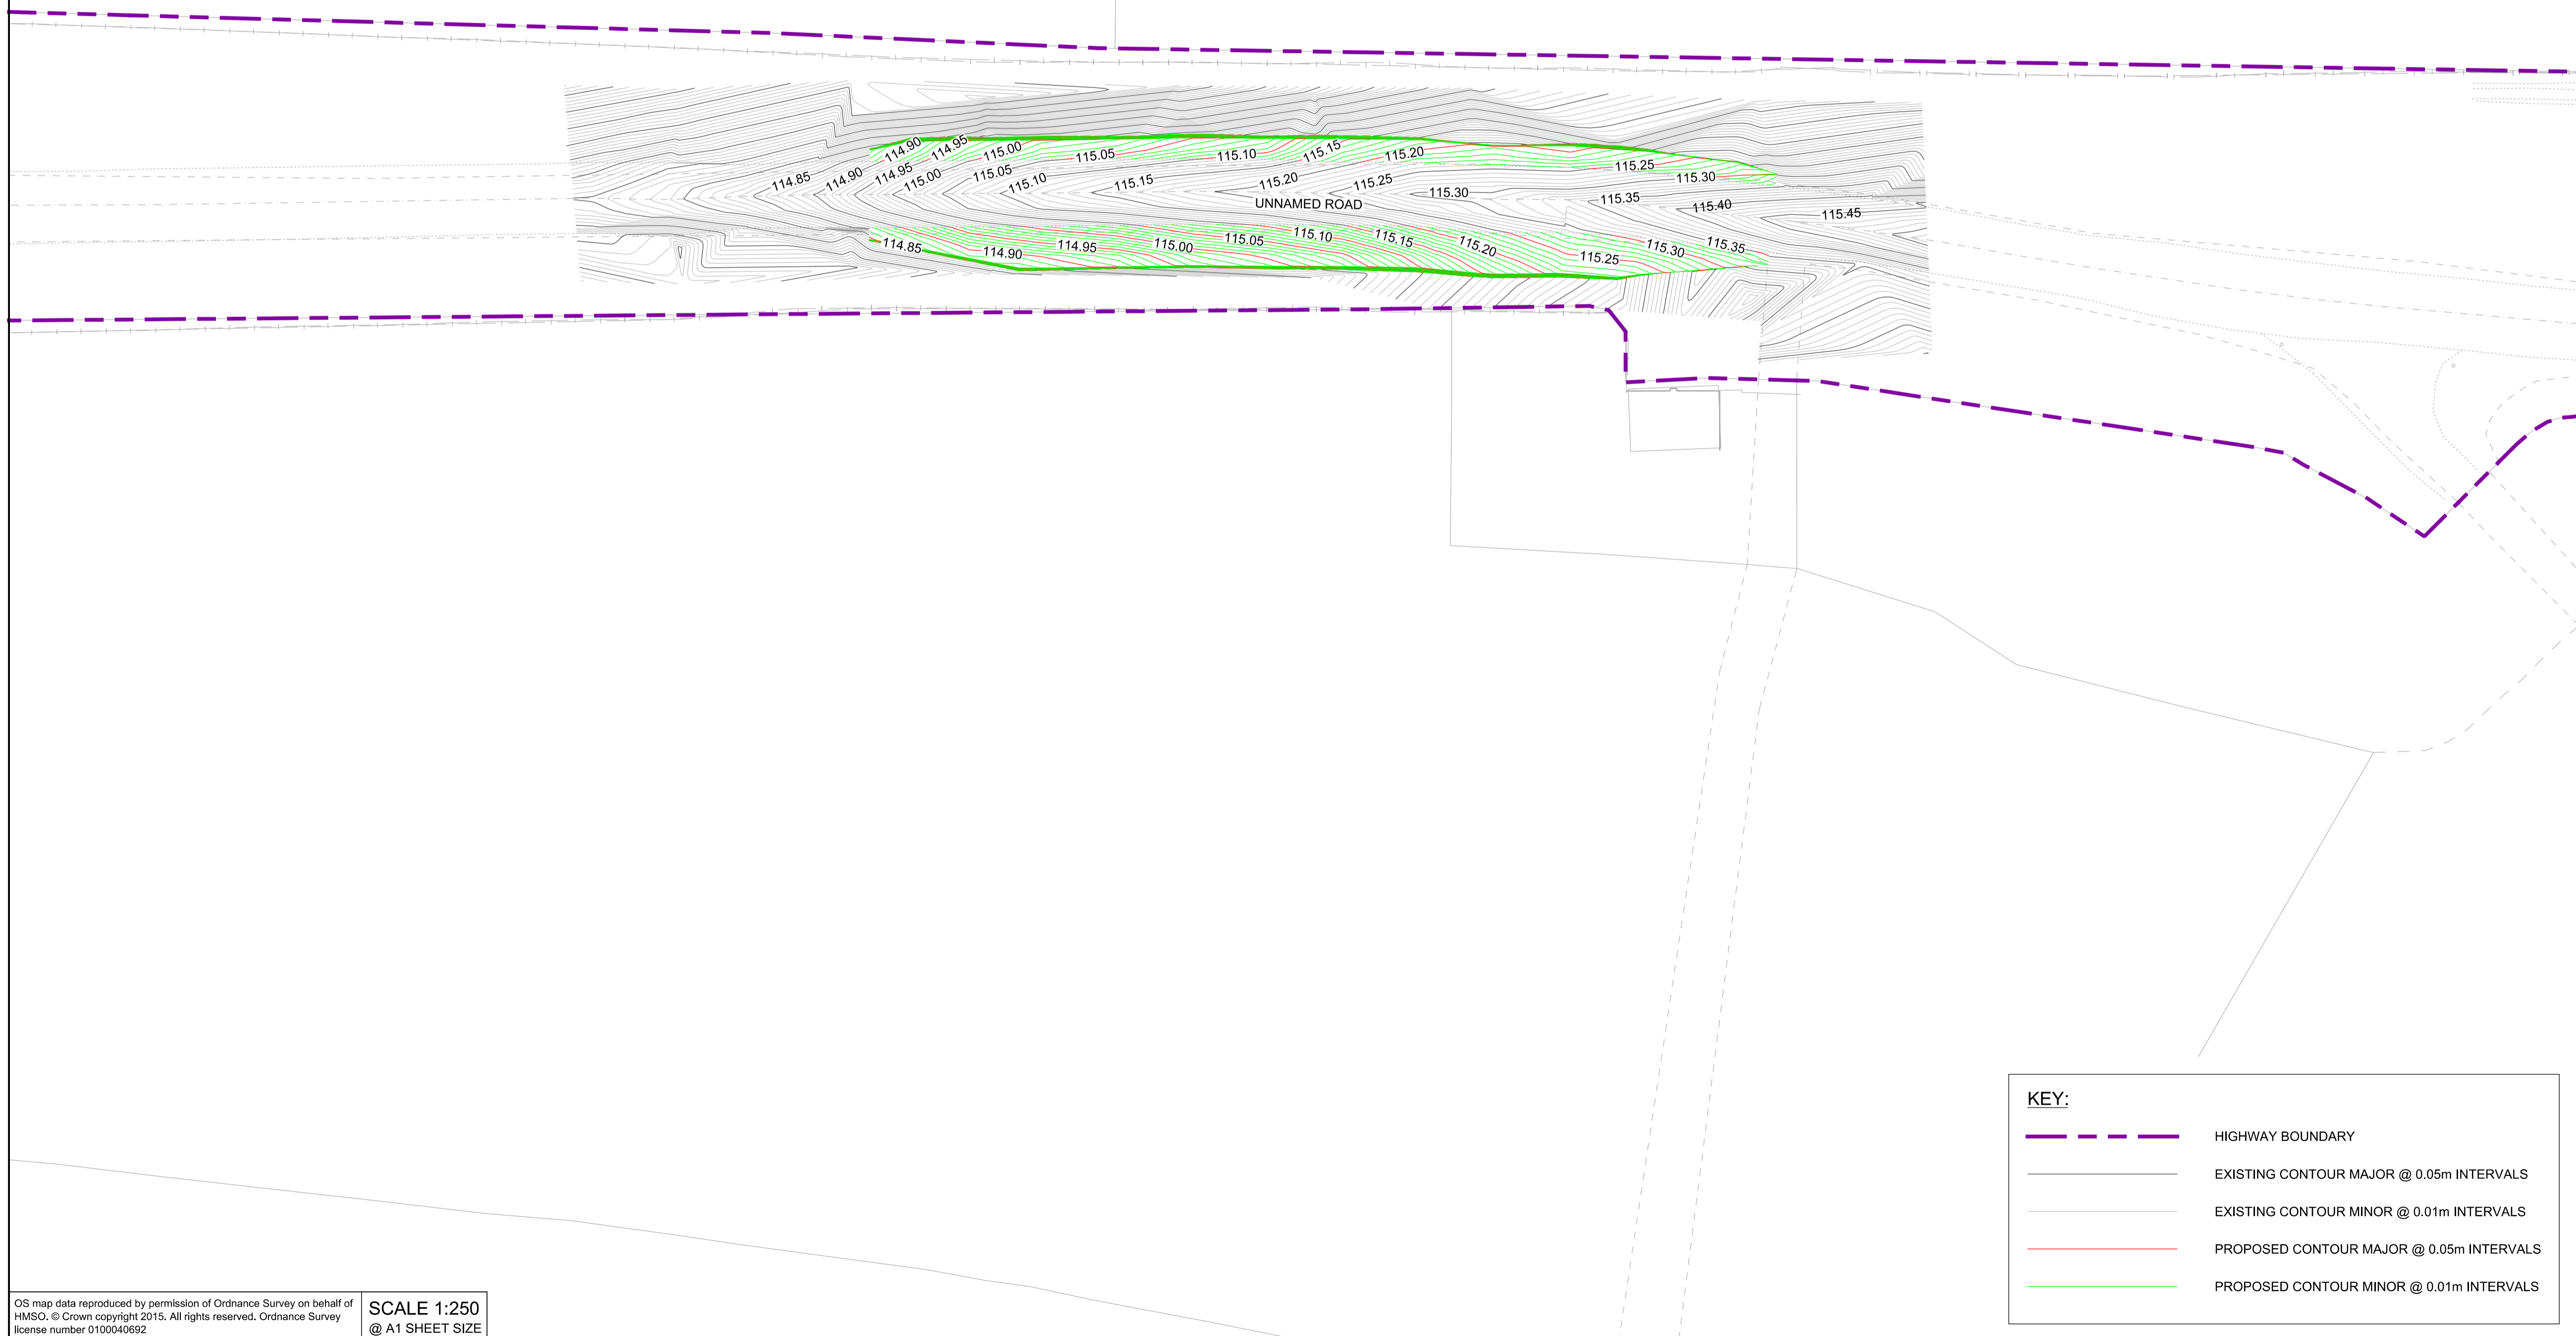 114.90
114.95
115.00
115.05
115.10
115.15
115.20
115.25
115.30
114.85
114.90
114.95
115.00
115.05
115.10
115.15
115.20
115.25
115.30
115.35
115.40
115.45
UNNAMED ROAD
114.85
114.90
114.95
115.00
115.05
115.10
115.15
115.20
115.25
115.30
115.35
KEY:
HIGHWAY BOUNDARY
EXISTING CONTOUR MAJOR @ 0.05m INTERVALS
EXISTING CONTOUR MINOR @ 0.01m INTERVALS
PROPOSED CONTOUR MAJOR @ 0.05m INTERVALS
PROPOSED CONTOUR MINOR @ 0.01m INTERVALS
OS map data reproduced by permission of Ordnance Survey on behalf of
HMSO. © Crown copyright 2015. All rights reserved. Ordnance Survey
license number 0100040692
SCALE 1:250
@ A1 SHEET SIZE